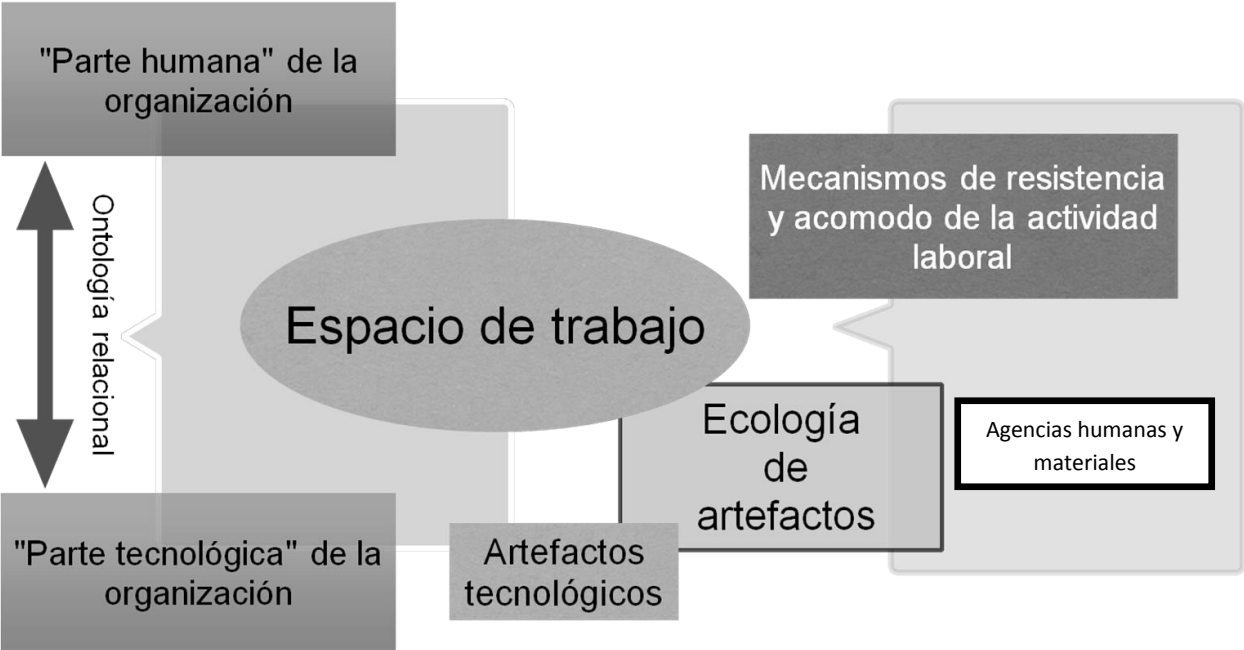 "Parte humana" de la
organización
Ontología relacional
"Parte tecnológica" de la
organización
Espacio de trabajo
Artefactos
tecnológicos
Ecología
de
artefactos
Mecanismos de resistencia
y acomodo de la actividad
laboral
Agencias humanas y
materiales